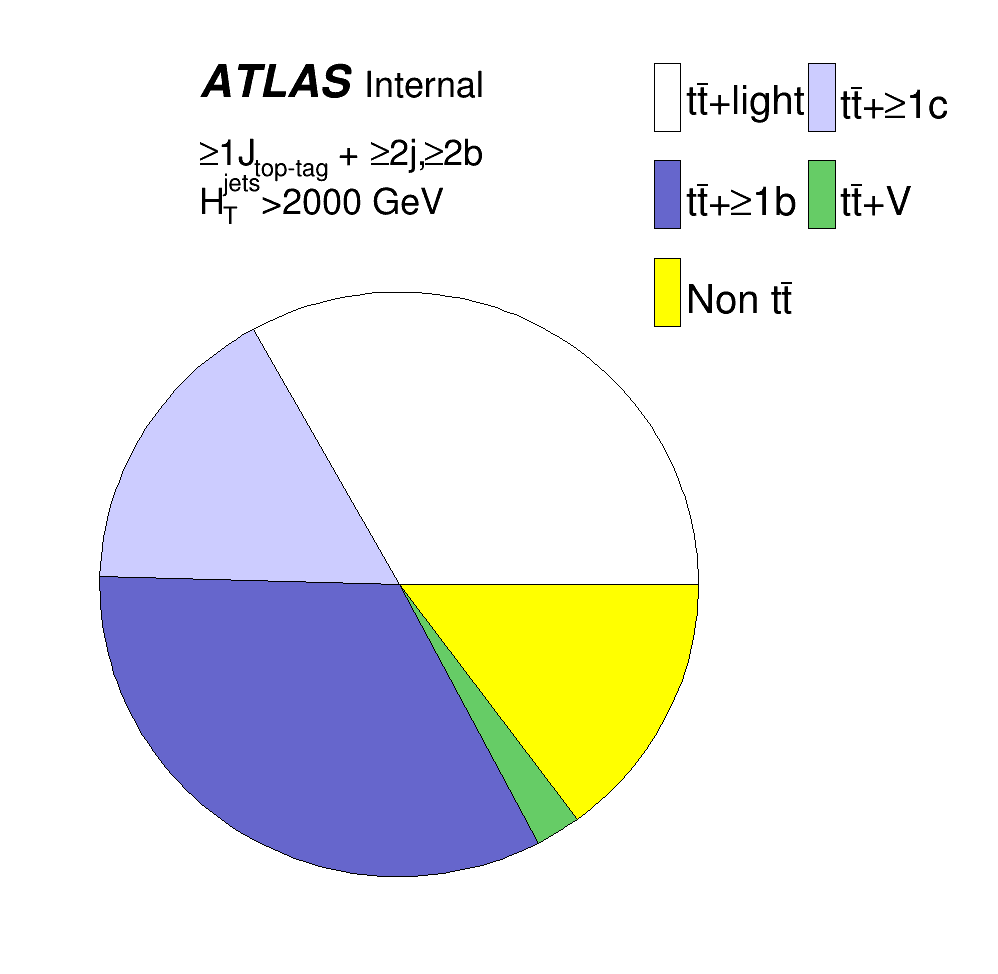 ATLAS Internal
≥1J_top-tag + ≥2j,≥2b
H_T^jets>2000 GeV
tt̄+light tt̄+≥1c
tt̄+≥1b tt̄+V
Non tt̄